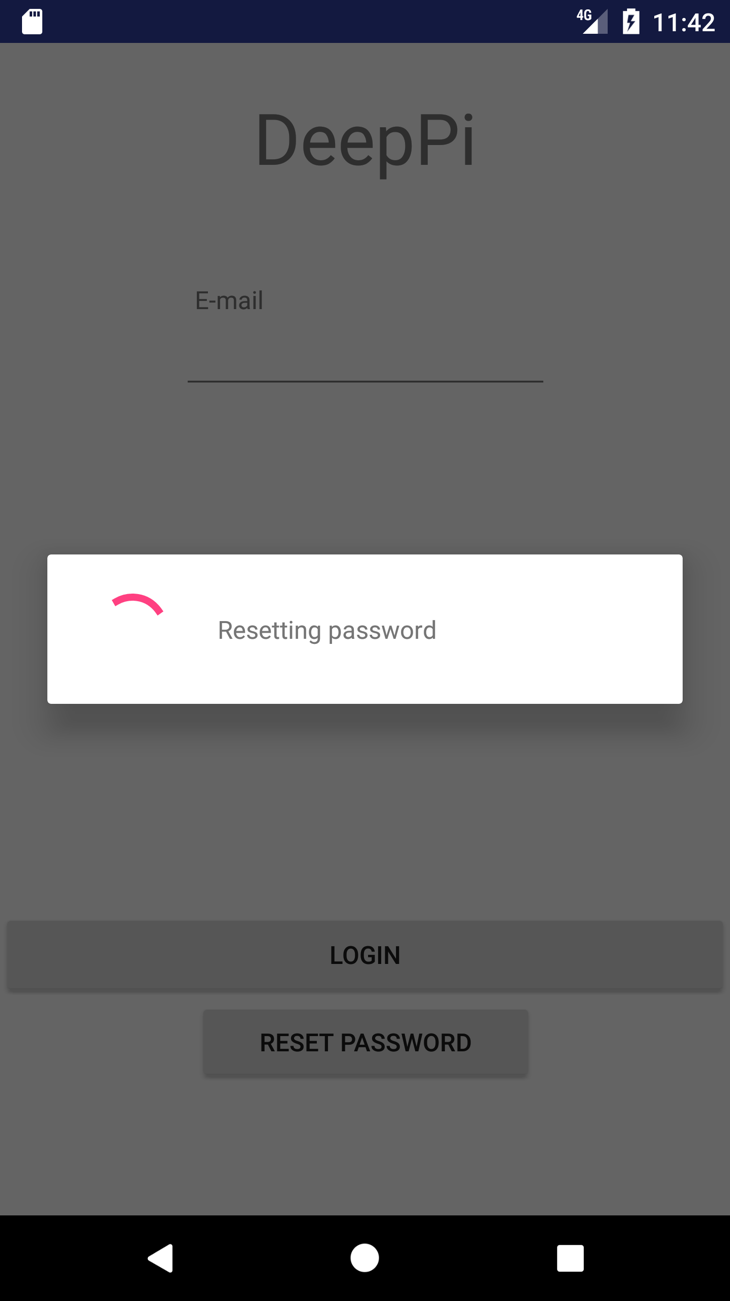 4G 11:42
DeepPi
E-mail
Resetting password
LOGIN
RESET PASSWORD